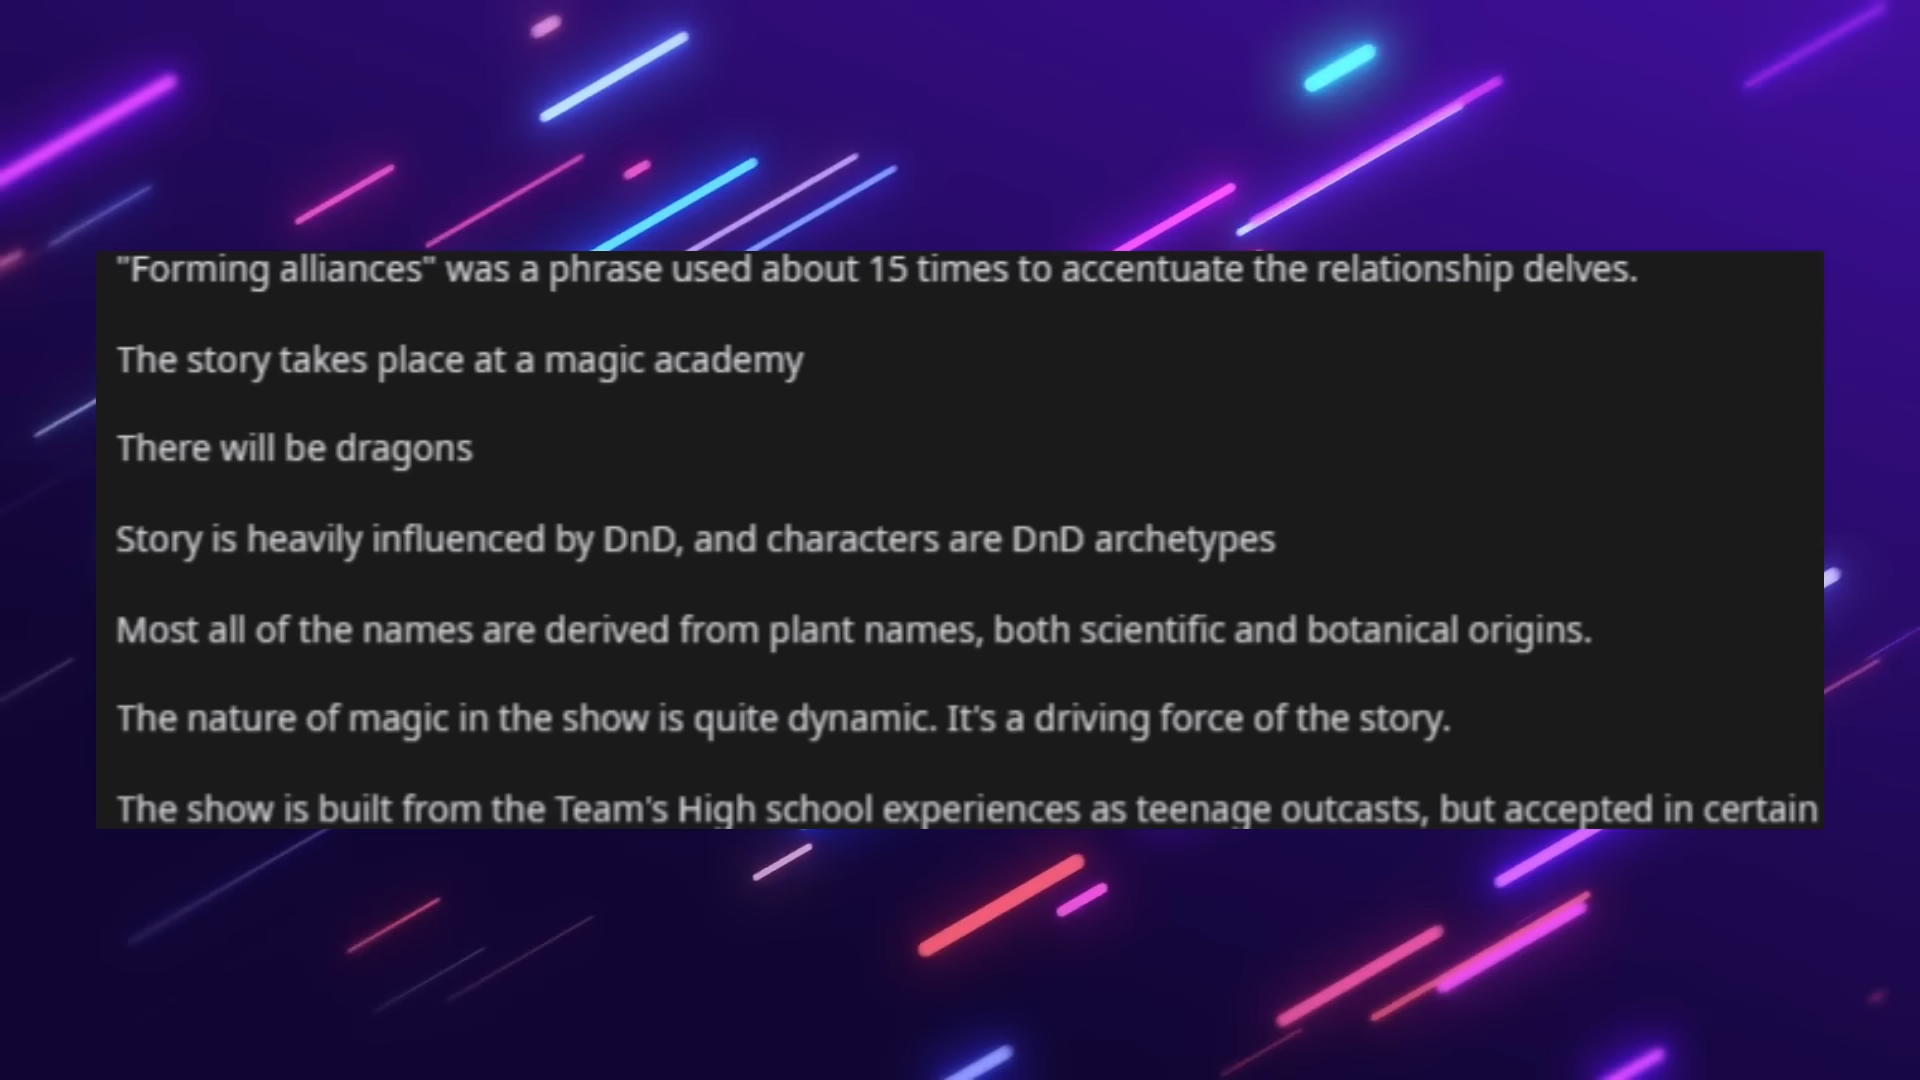 "Forming alliances" was a phrase used about 15 times to accentuate the relationship delves.
The story takes place at a magic academy
There will be dragons
Story is heavily influenced by DnD, and characters are DnD archetypes
Most all of the names are derived from plant names, both scientific and botanical origins.
The nature of magic in the show is quite dynamic. It's a driving force of the story.
The show is built from the Team's High school experiences as teenage outcasts, but accepted in certain